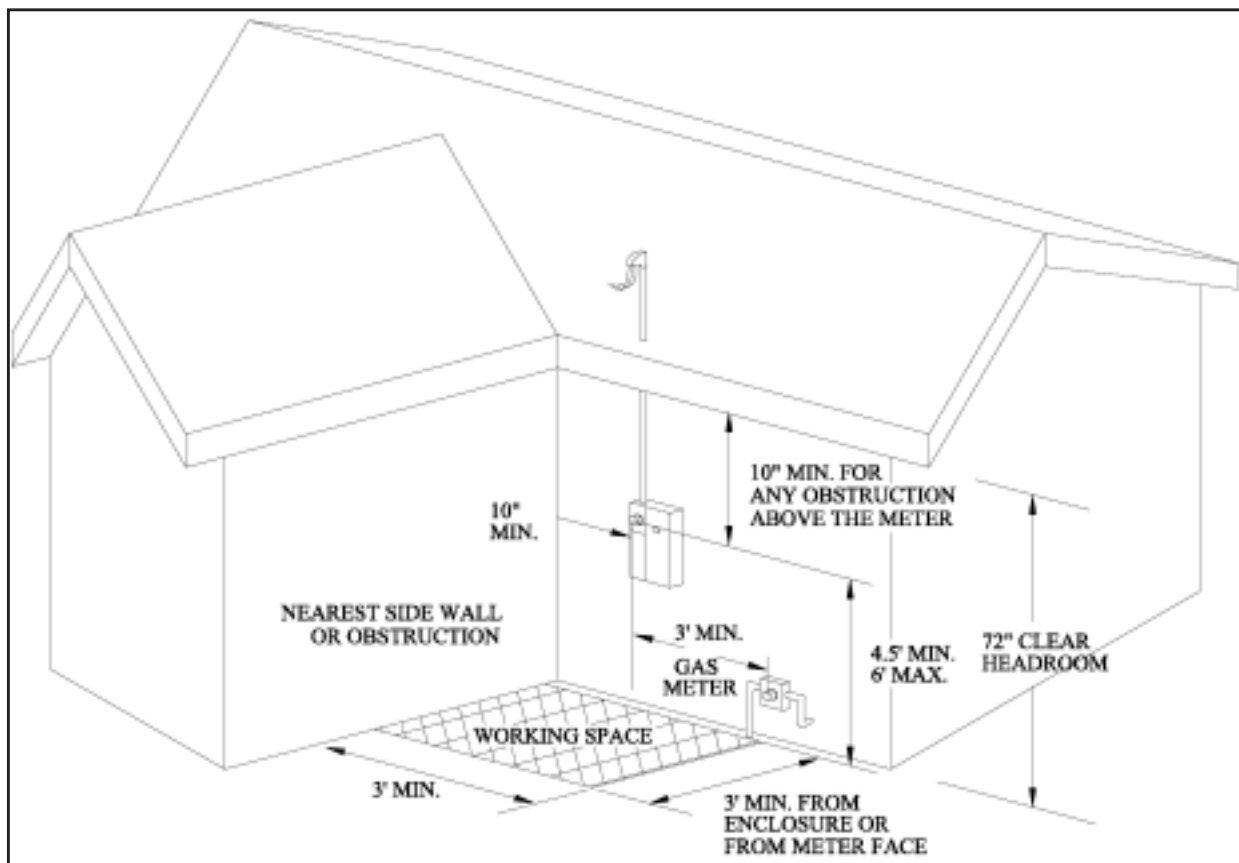 10" MIN. FOR
ANY OBSTRUCTION
ABOVE THE METER
10"
MIN.
NEAREST SIDE WALL
OR OBSTRUCTION
3' MIN.
GAS
METER
4.5' MIN.
6' MAX.
72" CLEAR
HEADROOM
WORKING SPACE
3' MIN.
3' MIN. FROM
ENCLOSURE OR
FROM METER FACE